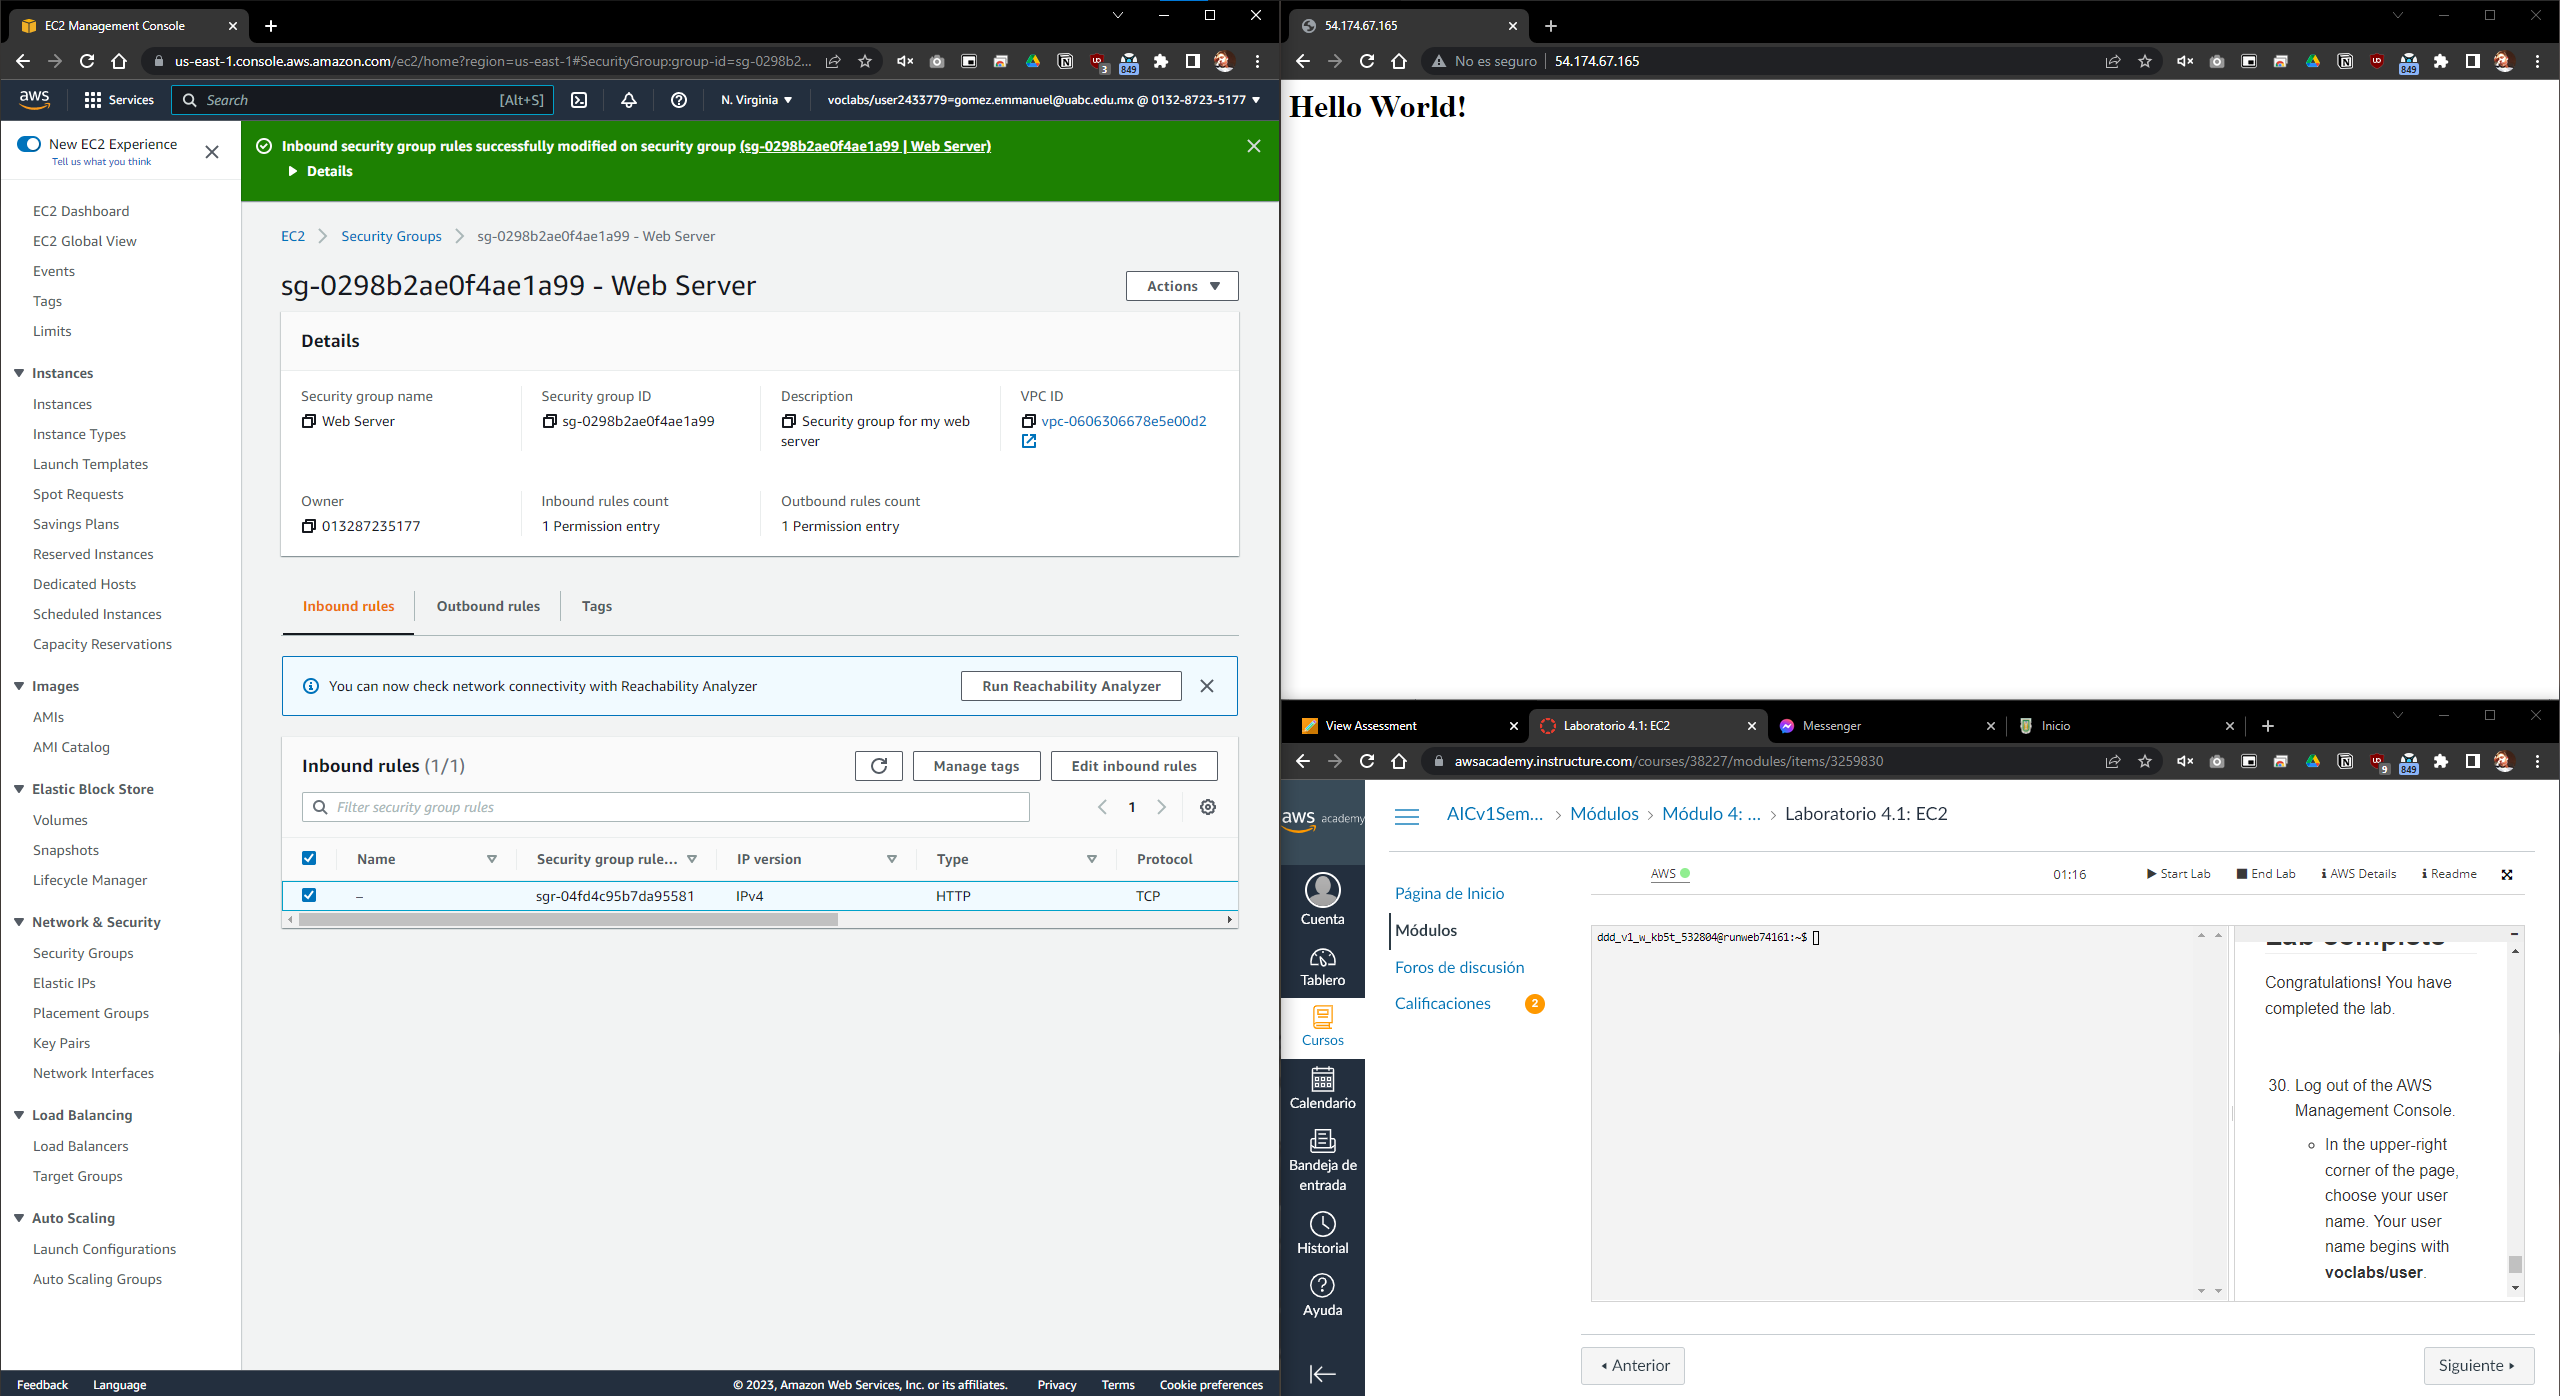 EC2 Management Console
us-east-1.console.aws.amazon.com/ec2/home?region=us-east-1#SecurityGroup:group-id=sg-0298b2...
3
849
aws
Services
Search
[Alt+S]
N. Virginia
voclabs/user2433779=gomez.emmanuel@uabc.edu.mx @ 0132-8723-5177
New EC2 Experience
Tell us what you think
EC2 Dashboard
EC2 Global View
Events
Tags
Limits
Instances
Instances
Instance Types
Launch Templates
Spot Requests
Savings Plans
Reserved Instances
Dedicated Hosts
Scheduled Instances
Capacity Reservations
Images
AMIs
AMI Catalog
Elastic Block Store
Volumes
Snapshots
Lifecycle Manager
Network & Security
Security Groups
Elastic IPs
Placement Groups
Key Pairs
Network Interfaces
Load Balancing
Load Balancers
Target Groups
Auto Scaling
Launch Configurations
Auto Scaling Groups
Inbound security group rules successfully modified on security group (sg-0298b2ae0f4ae1a99 | Web Server)
Details
EC2 > Security Groups > sg-0298b2ae0f4ae1a99 - Web Server
sg-0298b2ae0f4ae1a99 - Web Server
Actions
Details
Security group name
Web Server
Security group ID
sg-0298b2ae0f4ae1a99
Description
Security group for my web
server
VPC ID
vpc-0606306678e5e00d2
Owner
013287235177
Inbound rules count
1 Permission entry
Outbound rules count
1 Permission entry
Inbound rules
Outbound rules
Tags
You can now check network connectivity with Reachability Analyzer
Run Reachability Analyzer
Inbound rules (1/1)
Manage tags
Edit inbound rules
Filter security group rules
1
Name
Security group rule...
IP version
Type
Protocol
–
sgr-04fd4c95b7da95581
IPv4
HTTP
TCP
Feedback
Language
© 2023, Amazon Web Services, Inc. or its affiliates.
Privacy
Terms
Cookie preferences
54.174.67.165
No es seguro
54.174.67.165
849
Hello World!
View Assessment
Laboratorio 4.1: EC2
Messenger
Inicio
awsacademy.instructure.com/courses/38227/modules/items/3259830
9
849
aws academy
Cuenta
Tablero
Cursos
Calendario
Bandeja de
entrada
Historial
Ayuda
AICv1Sem... > Módulos > Módulo 4: ... > Laboratorio 4.1: EC2
Página de Inicio
Módulos
Foros de discusión
Calificaciones
2
AWS
01:16
Start Lab
End Lab
AWS Details
Readme
ddd_v1_w_kb5t_532804@runweb74161:~$
Lab Complete
Congratulations! You have
completed the lab.
30. Log out of the AWS
Management Console.
In the upper-right
corner of the page,
choose your user
name. Your user
name begins with
voclabs/user.
Anterior
Siguiente